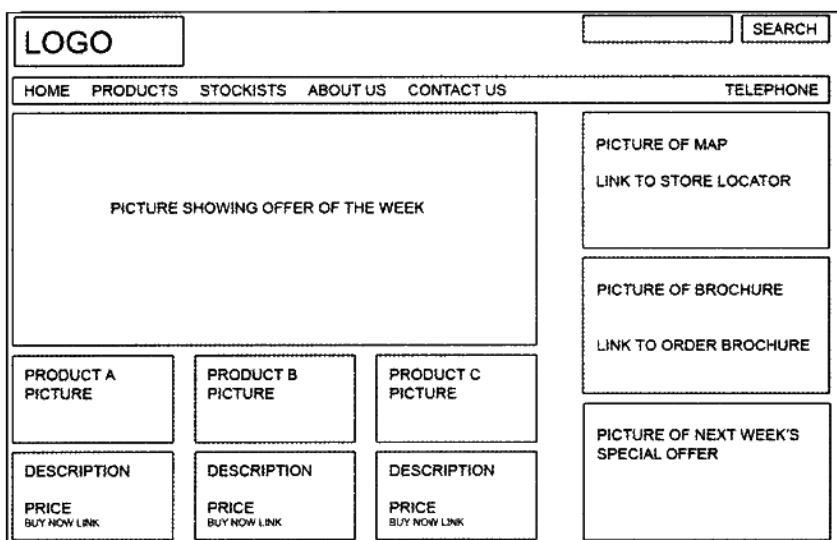 LOGO
SEARCH
HOME PRODUCTS STOCKISTS ABOUT US CONTACT US TELEPHONE
PICTURE SHOWING OFFER OF THE WEEK
PICTURE OF MAP
LINK TO STORE LOCATOR
PICTURE OF BROCHURE
LINK TO ORDER BROCHURE
PICTURE OF NEXT WEEK'S
SPECIAL OFFER
PRODUCT A
PICTURE
PRODUCT B
PICTURE
PRODUCT C
PICTURE
DESCRIPTION
PRICE
BUY NOW LINK
DESCRIPTION
PRICE
BUY NOW LINK
DESCRIPTION
PRICE
BUY NOW LINK